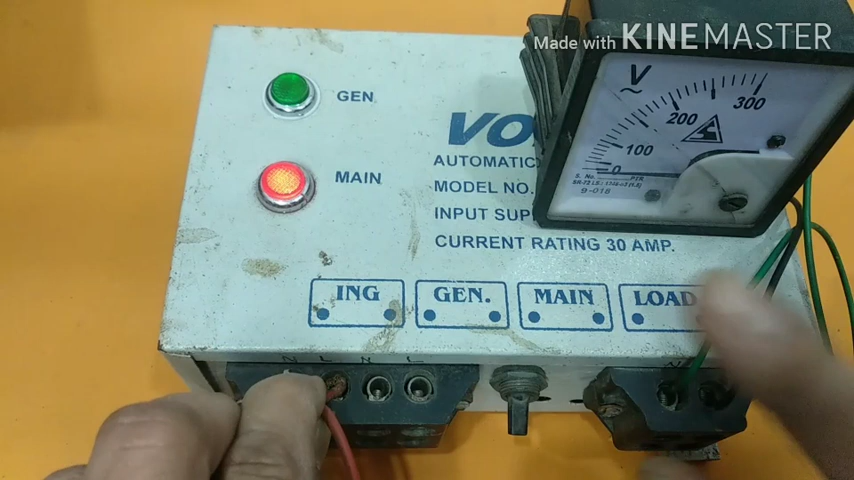 Made with KINEMASTER
V
300
200
100
0
GEN
MAIN
AUTOMATIC
MODEL NO.
INPUT SUP
CURRENT RATING 30 AMP.
ING
GEN.
MAIN
LOAD
N L N L